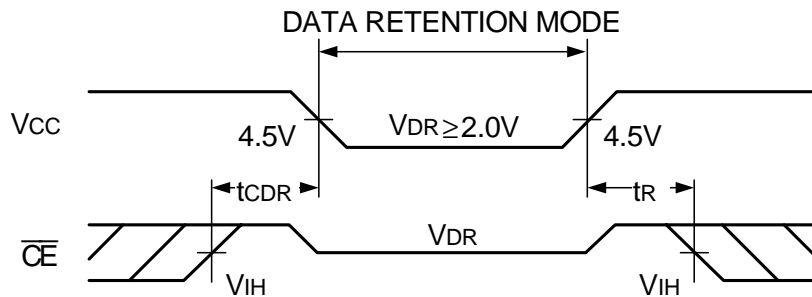 DATA RETENTION MODE
VCC
4.5V
VDR ≥ 2.0V
4.5V
tCDR
tR
CE
VDR
VIH
VIH